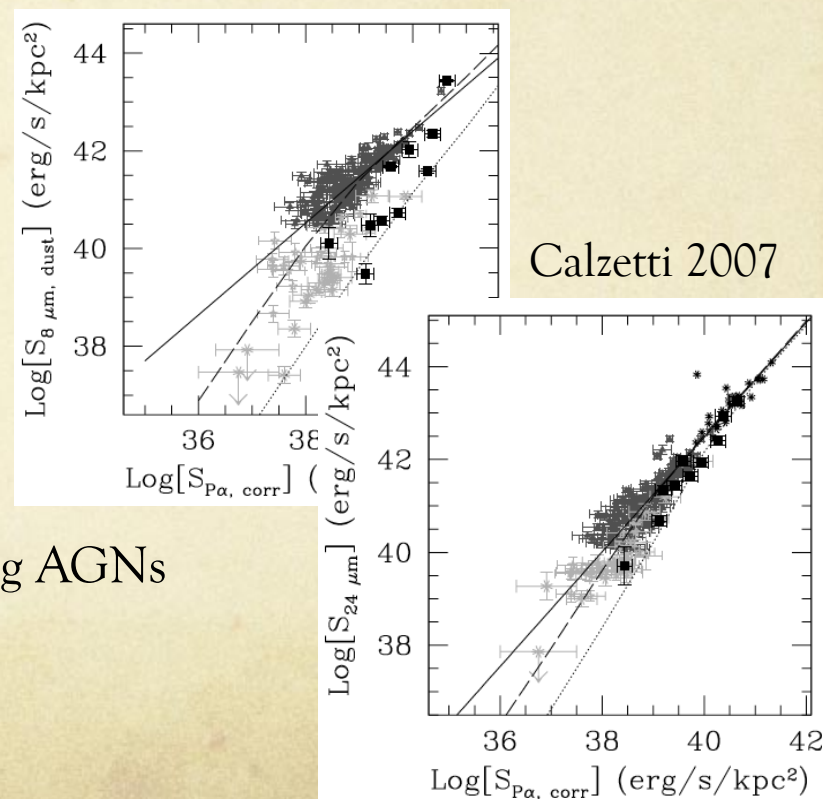 44
42
40
38
36
38
Log[S8 μm, dust] (erg/s/kpc²)
Log[SPα, corr] (
Calzetti 2007
g AGNs
44
42
40
38
36
38
40
42
Log[S24 μm] (erg/s/kpc²)
Log[SPα, corr] (erg/s/kpc²)